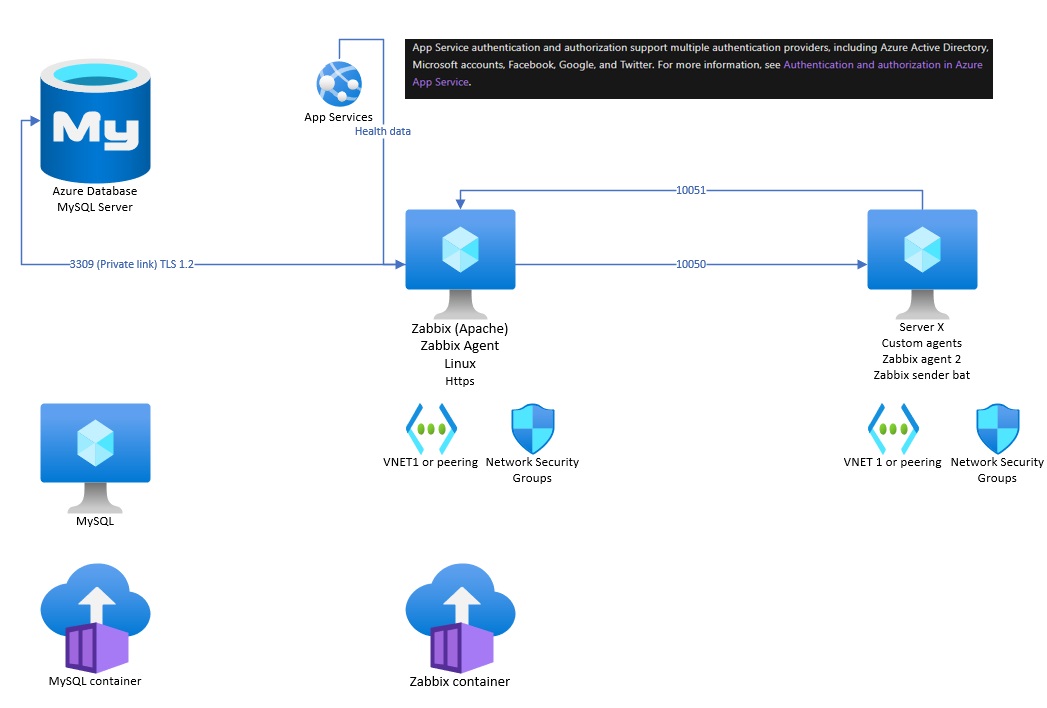 App Service authentication and authorization support multiple authentication providers, including Azure Active Directory,
Microsoft accounts, Facebook, Google, and Twitter. For more information, see Authentication and authorization in Azure
App Service.
My
Azure Database
MySQL Server
App Services
Health data
10051
3309 (Private link) TLS 1.2
10050
Zabbix (Apache)
Zabbix Agent
Linux
Https
Server X
Custom agents
Zabbix agent 2
Zabbix sender bat
VNET1 or peering
Network Security
Groups
VNET 1 or peering
Network Security
Groups
MySQL
MySQL container
Zabbix container